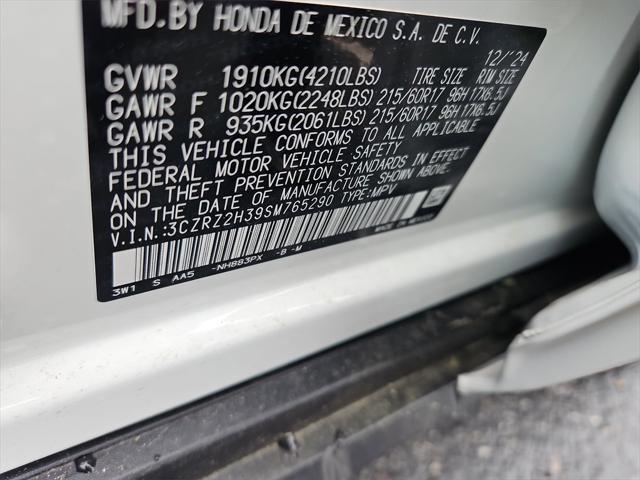 MFD.BY HONDA DE MEXICO S.A. DE C.V.
12/'24
GVWR 1910KG(4210LBS) TIRE SIZE RIM SIZE
GAWR F 1020KG(2248LBS) 215/60R17 96H 17X6.5J
GAWR R 935KG(2061LBS) 215/60R17 96H 17X6.5J
THIS VEHICLE CONFORMS TO ALL APPLICABLE
FEDERAL MOTOR VEHICLE SAFETY
AND THEFT PREVENTION STANDARDS IN EFFECT
ON THE DATE OF MANUFACTURE SHOWN ABOVE.
V.I.N.:3CZRZ2H39SM765290 TYPE:MPV
MADE IN MEXICO
3W1 S AA5 -NH883PX -B -M